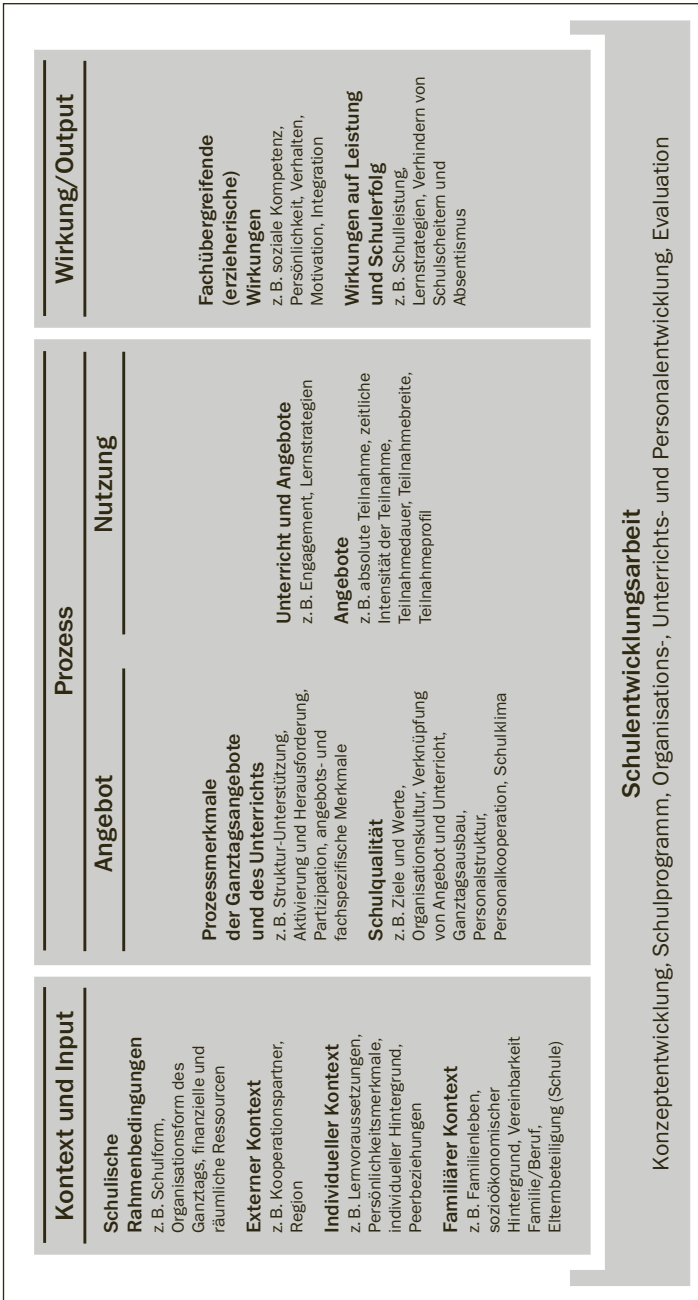 Kontext und Input
Schulische
Rahmenbedingungen
z. B. Schulform,
Organisationsform des
Ganztags, finanzielle und
räumliche Ressourcen
Externer Kontext
z. B. Kooperationspartner,
Region
Individueller Kontext
z. B. Lernvoraussetzungen,
Persönlichkeitsmerkmale,
individueller Hintergrund,
Peerbeziehungen
Familiärer Kontext
z. B. Familienleben,
sozioökonomischer
Hintergrund, Vereinbarkeit
Familie/Beruf,
Elternbeteiligung (Schule)
Prozess
Angebot
Prozessmerkmale
der Ganztagsangebote
und des Unterrichts
z. B. Struktur-Unterstützung,
Aktivierung und Herausforderung,
Partizipation, angebots- und
fachspezifische Merkmale
Schulqualität
z. B. Ziele und Werte,
Organisationskultur, Verknüpfung
von Angebot und Unterricht,
Ganztagsausbau,
Personalstruktur,
Personalkooperation, Schulklima
Nutzung
Unterricht und Angebote
z. B. Engagement, Lernstrategien
Angebote
z. B. absolute Teilnahme, zeitliche
Intensität der Teilnahme,
Teilnahmedauer, Teilnahmebreite,
Teilnahmeprofil
Wirkung/Output
Fachübergreifende
(erzieherische)
Wirkungen
z. B. soziale Kompetenz,
Persönlichkeit, Verhalten,
Motivation, Integration
Wirkungen auf Leistung
und Schulerfolg
z. B. Schulleistung,
Lernstrategien, Verhindern von
Schulscheitern und
Absentismus
Schulentwicklungsarbeit
Konzeptentwicklung, Schulprogramm, Organisations-, Unterrichts- und Personalentwicklung, Evaluation